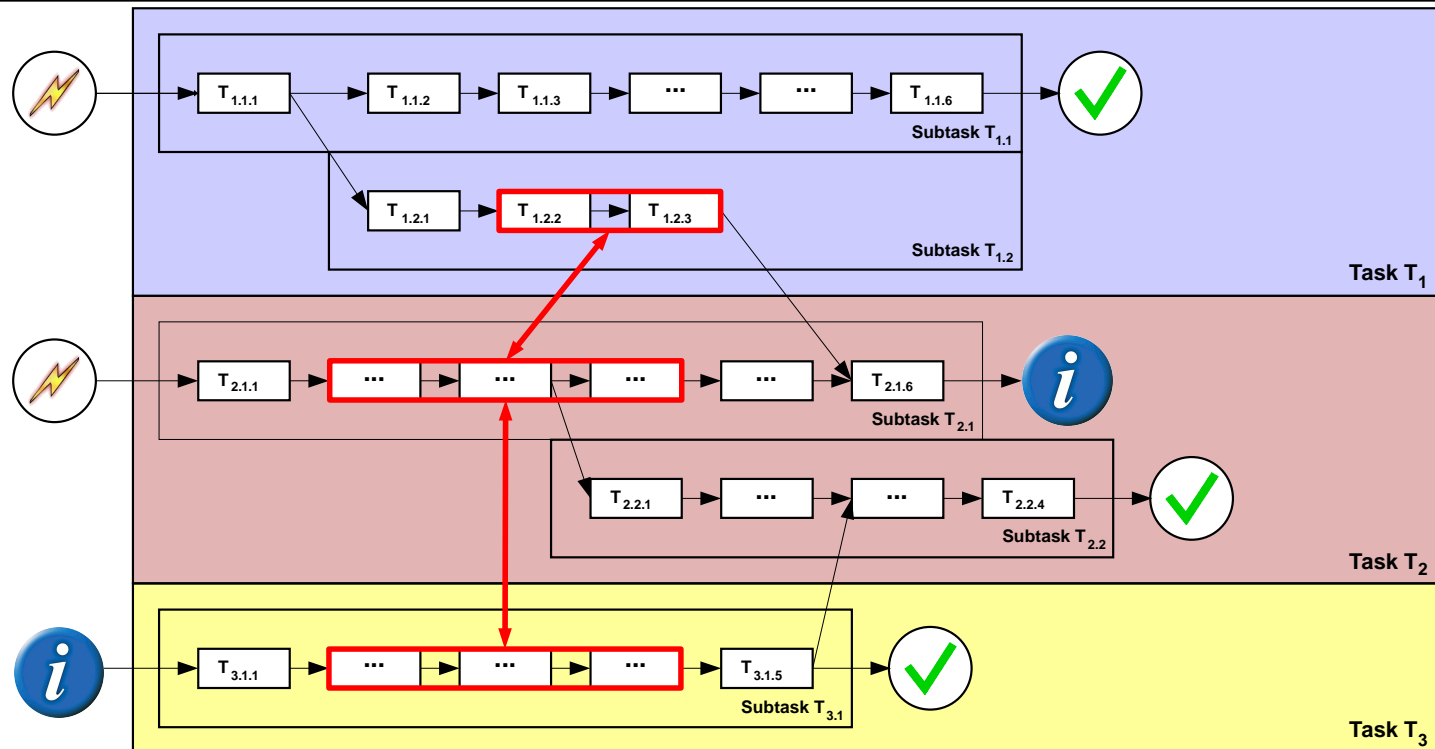 T1.1.1
T1.1.2
T1.1.3
...
...
T1.1.6
Subtask T1.1
T1.2.1
T1.2.2
T1.2.3
Subtask T1.2
Task T1
T2.1.1
...
...
...
...
T2.1.6
i
Subtask T2.1
T2.2.1
...
...
T2.2.4
Subtask T2.2
Task T2
i
T3.1.1
...
...
...
T3.1.5
Subtask T3.1
Task T3